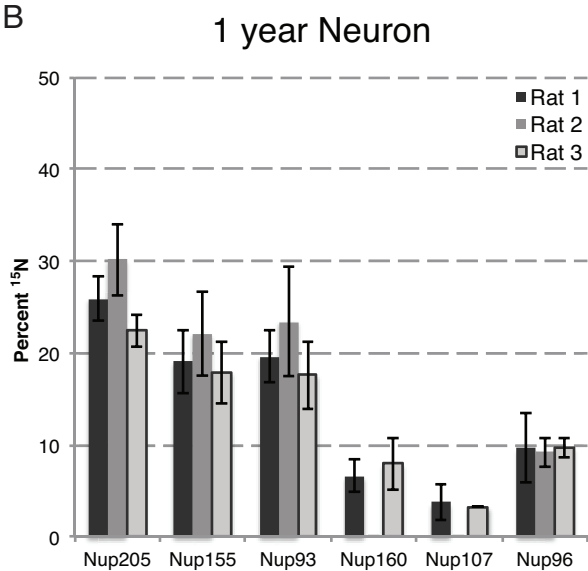 B
1 year Neuron
50
40
30
20
10
0
Percent ¹⁵N
Rat 1
Rat 2
Rat 3
Nup205 Nup155 Nup93 Nup160 Nup107 Nup96